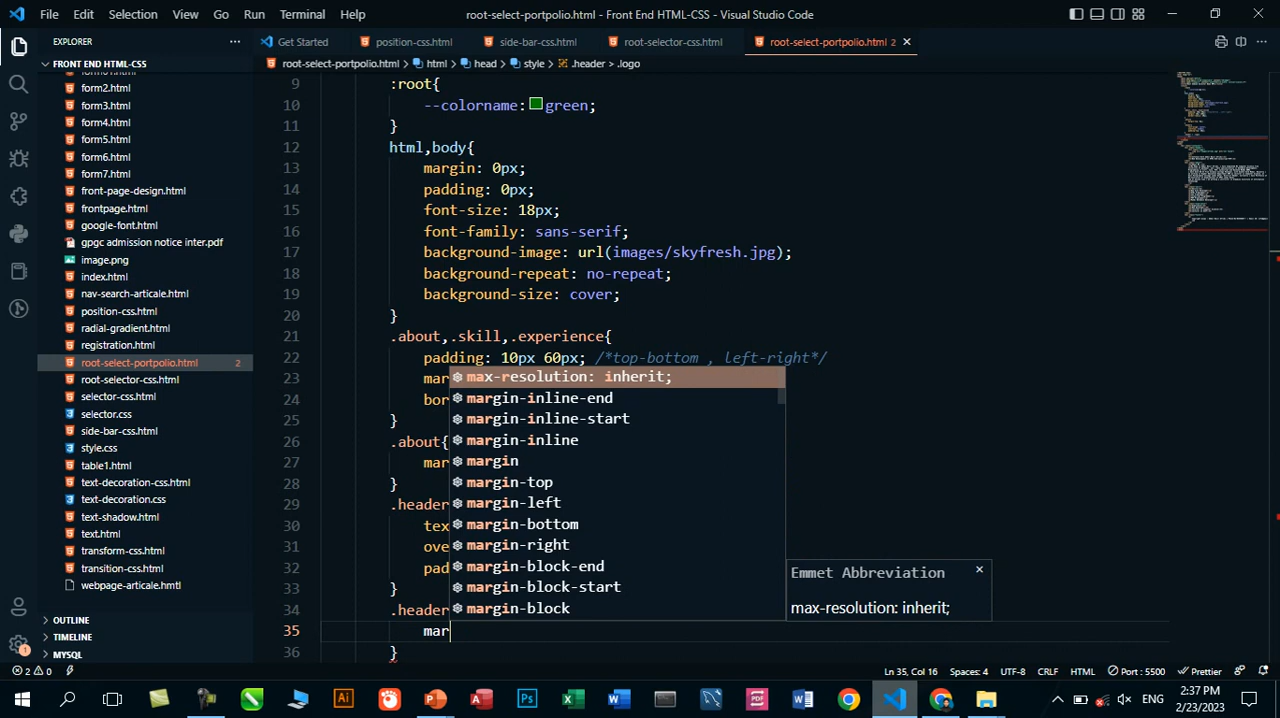 File Edit Selection View Go Run Terminal Help
root-select-portpolio.html - Front End HTML-CSS - Visual Studio Code
EXPLORER
Get Started
position-css.html
side-bar-css.html
root-selector-css.html
root-select-portpolio.html 2
FRONT END HTML-CSS
root-select-portpolio.html > html > head > style > .header > .logo
form2.html
form3.html
form4.html
form5.html
form6.html
form7.html
front-page-design.html
frontpage.html
google-font.html
gpgc admission notice inter.pdf
image.png
index.html
nav-search-articale.html
position-css.html
radial-gradient.html
registration.html
root-select-portpolio.html 2
root-selector-css.html
selector-css.html
selector.css
side-bar-css.html
style.css
table1.html
text-decoration-css.html
text-decoration.css
text-shadow.html
text.html
transform-css.html
transition-css.html
webpage-articale.hmtl
OUTLINE
TIMELINE
MYSQL
9 :root{
10 --colorname: green;
11 }
12 html,body{
13 margin: 0px;
14 padding: 0px;
15 font-size: 18px;
16 font-family: sans-serif;
17 background-image: url(images/skyfresh.jpg);
18 background-repeat: no-repeat;
19 background-size: cover;
20 }
21 .about,.skill,.experience{
22 padding: 10px 60px; /*top-bottom , left-right*/
23 mar
24 bor
25 }
26 .about{
27 mar
28 }
29 .header
30 tex
31 ove
32 pad
33 }
34 .header
35 mar
36 }
max-resolution: inherit;
margin-inline-end
margin-inline-start
margin-inline
margin
margin-top
margin-left
margin-bottom
margin-right
margin-block-end
margin-block-start
margin-block
Emmet Abbreviation
max-resolution: inherit;
2 0
Ln 35, Col 16 Spaces: 4 UTF-8 CRLF HTML Port : 5500 Prettier
ENG
2:37 PM
2/23/2023